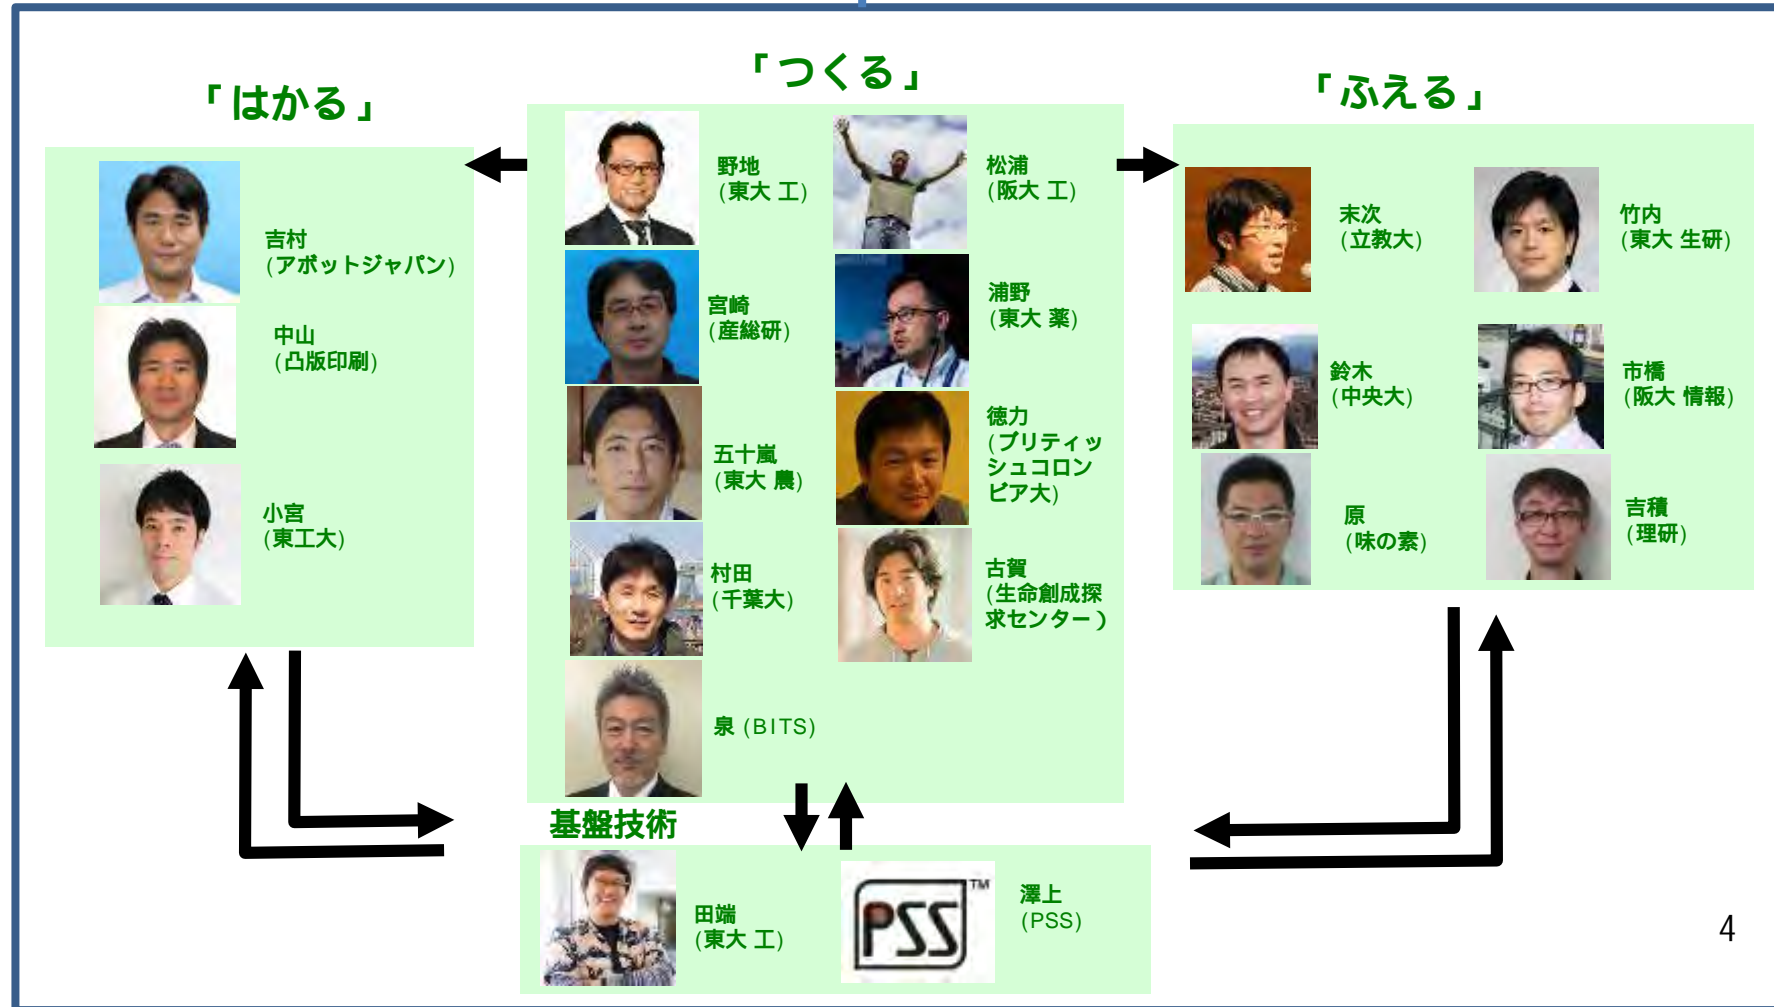 「はかる」
吉村
(アボットジャパン)
中山
(凸版印刷)
小宮
(東工大)
「つくる」
野地
(東大 工)
松浦
(阪大 工)
宮崎
(産総研)
浦野
(東大 薬)
五十嵐
(東大 農)
徳力
(ブリティッ
シュコロン
ビア大)
村田
(千葉大)
古賀
(生命創成探
求センター)
泉 (BITS)
「ふえる」
末次
(立教大)
竹内
(東大 生研)
鈴木
(中央大)
市橋
(阪大 情報)
原
(味の素)
吉積
(理研)
基盤技術
田端
(東大 工)
PSS™
澤上
(PSS)
4